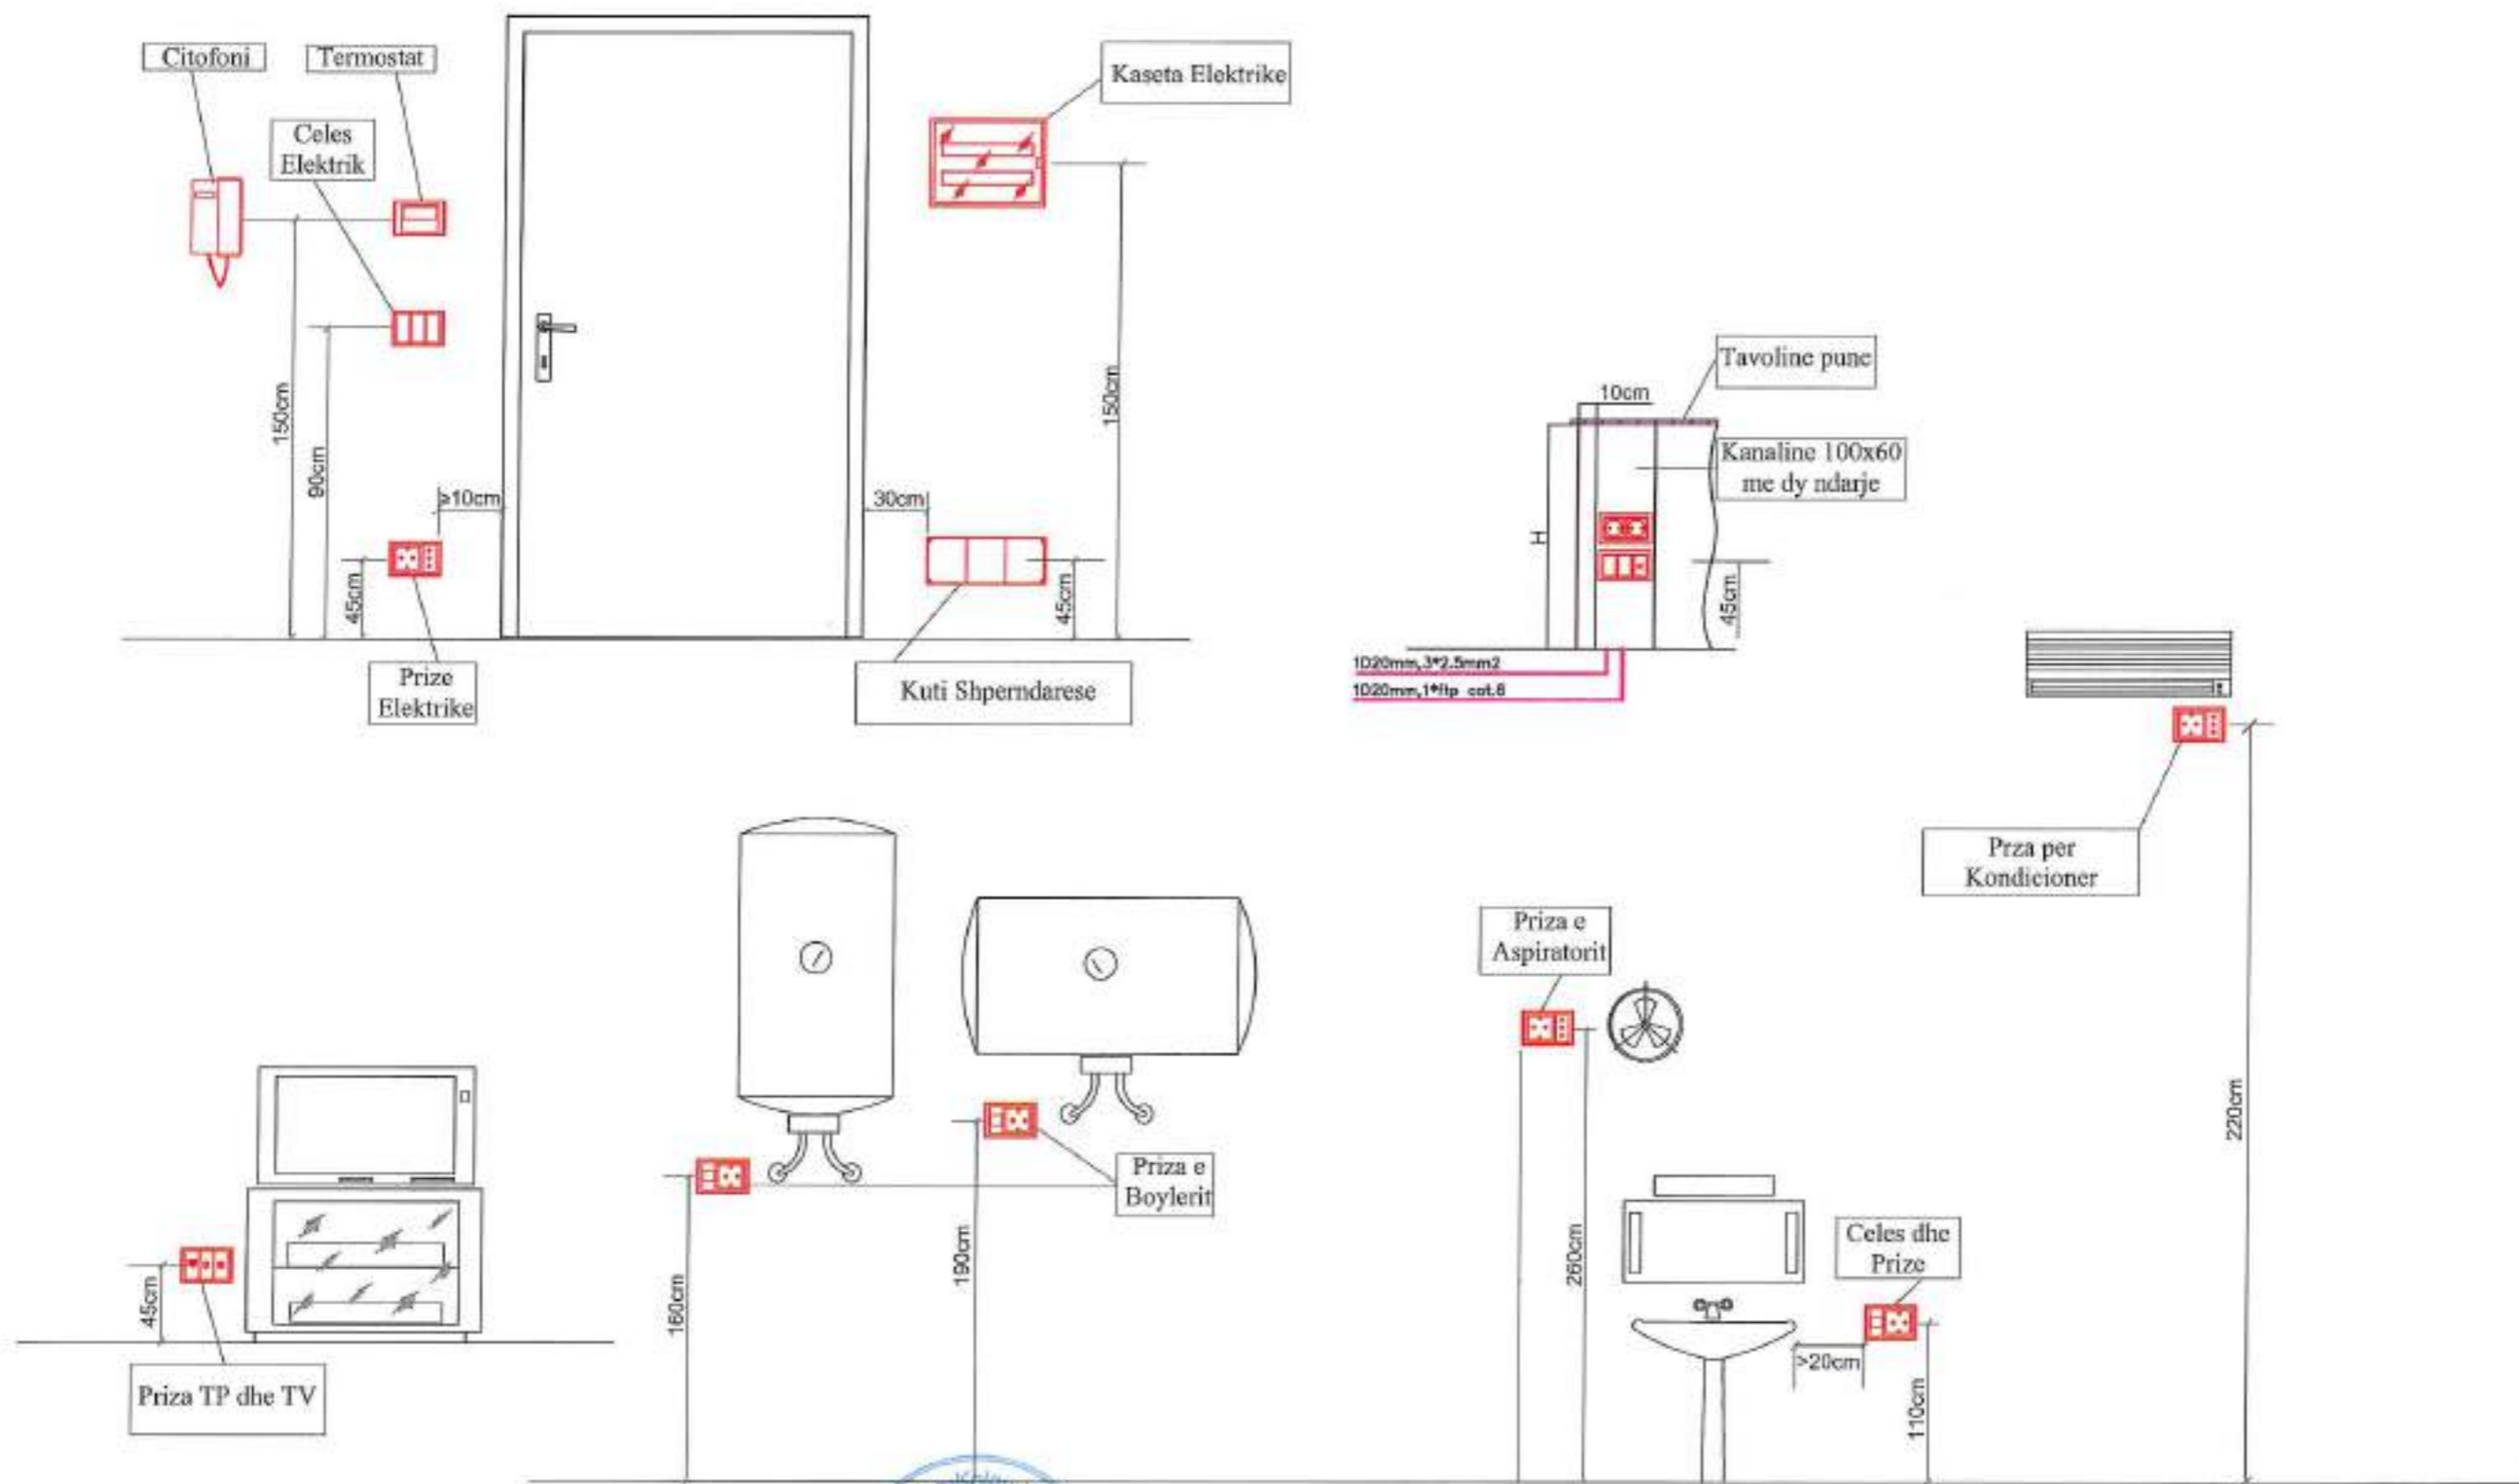 Citofoni
Termostat
Kaseta Elektrike
Celes
Elektrik
150cm
90cm
45cm
≥10cm
30cm
150cm
45cm
Prize
Elektrike
Kuti Shperndarese
Tavoline pune
10cm
Kanaline 100x60
me dy ndarje
H
45cm
1D20mm,3*2.5mm2
1D20mm,1*ftp cat.6
Prza per
Kondicioner
220cm
Priza e
Aspiratorit
260cm
Priza e
Boylerit
160cm
190cm
Celes dhe
Prize
>20cm
110cm
45cm
Priza TP dhe TV